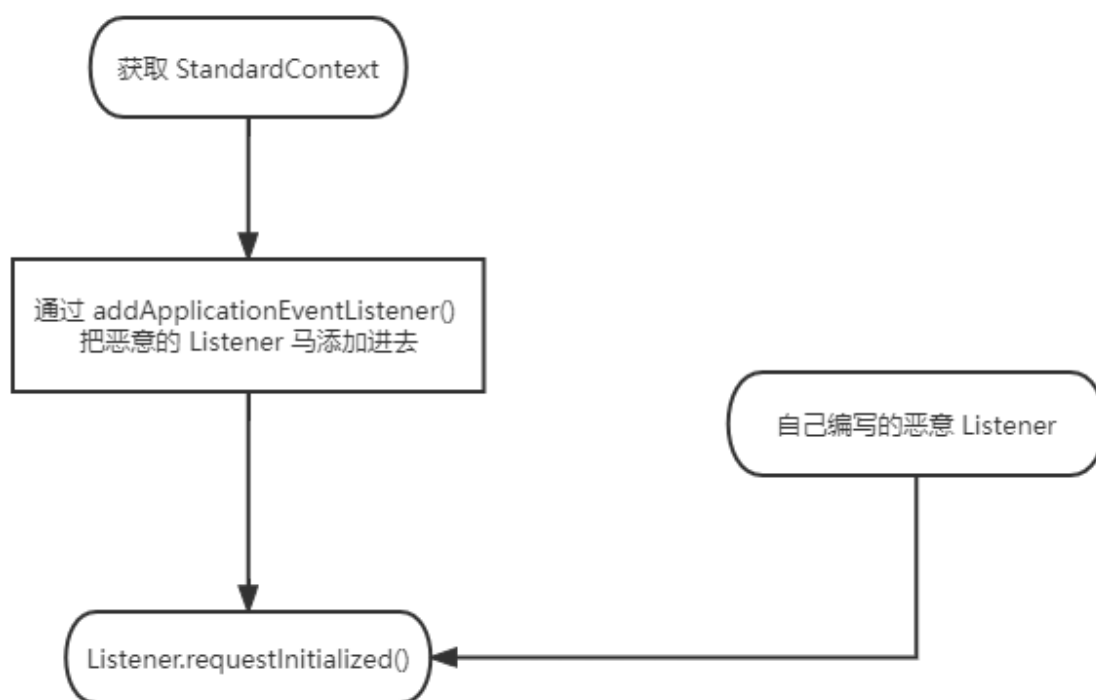 获取 StandardContext
通过 addApplicationEventListener()
把恶意的 Listener 马添加进去
自己编写的恶意 Listener
Listener.requestInitialized()